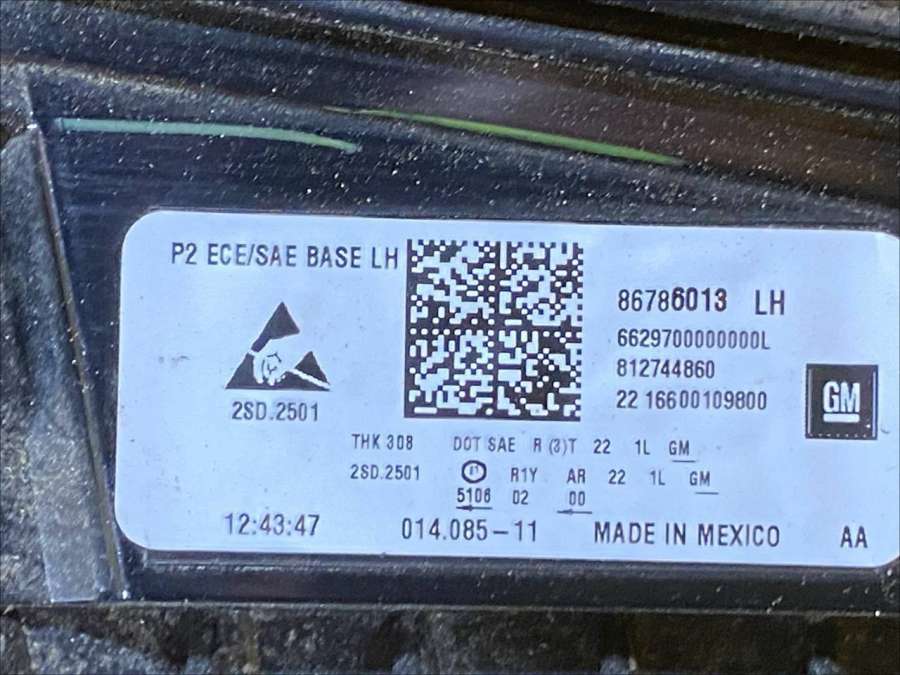 P2 ECE/SAE BASE LH
86786013 LH
6629700000000L
812744860
22 16600109800
GM
2SD.2501
THK 308 DOT SAE R (3)T 22 1L GM
2SD.2501 R1Y AR 22 1L GM
5106 02 00
12:43:47 014.085-11 MADE IN MEXICO AA